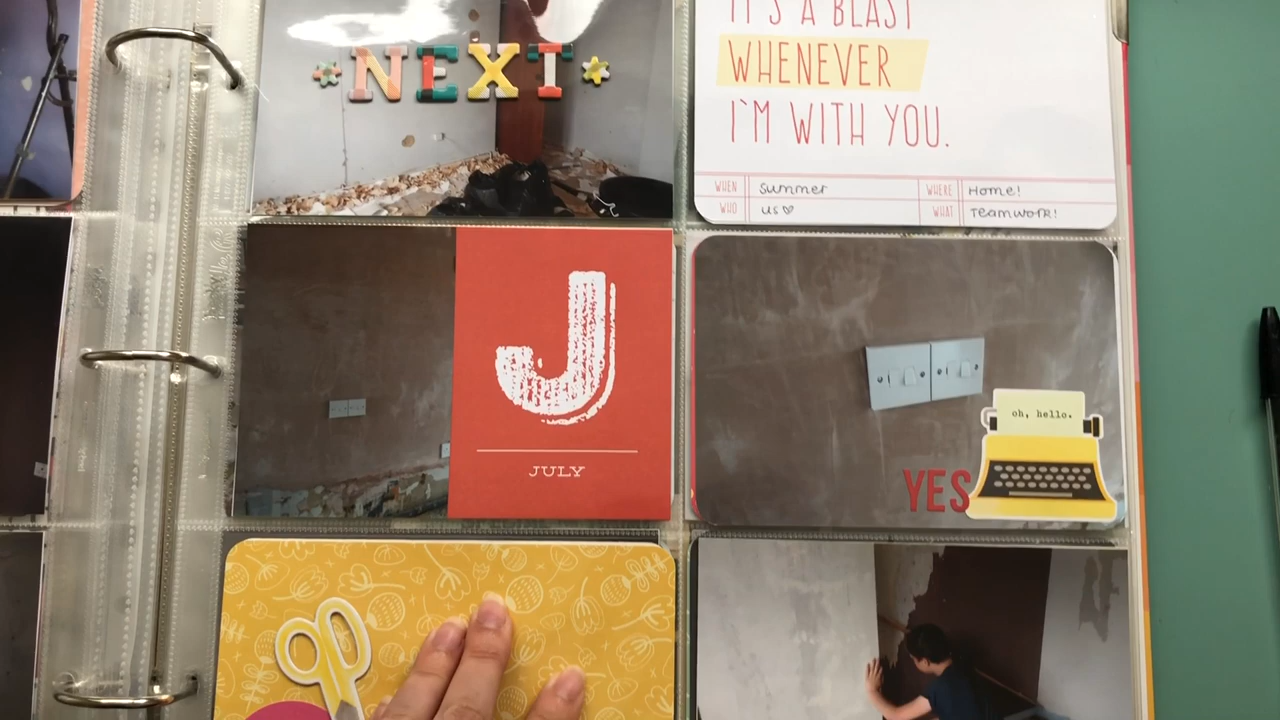 NEXT
IT'S A BLAST
WHENEVER
I'M WITH YOU.
WHEN Summer WHERE Home!
WHO us♡ WHAT Teamwork!
J
JULY
oh, hello.
YES